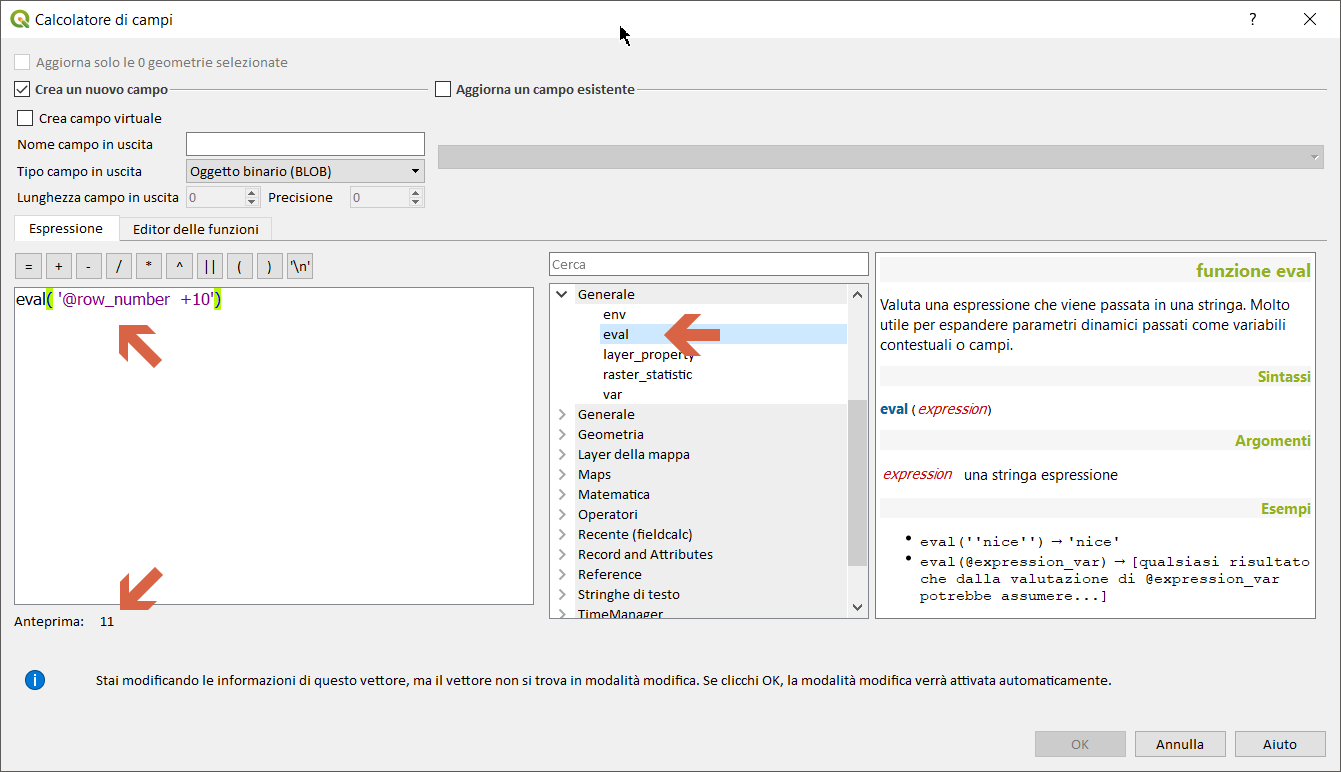 Calcolatore di campi
?
Aggiorna solo le 0 geometrie selezionate
Crea un nuovo campo
Aggiorna un campo esistente
Crea campo virtuale
Nome campo in uscita
Tipo campo in uscita
Oggetto binario (BLOB)
Lunghezza campo in uscita
0
Precisione
0
Espressione
Editor delle funzioni
= + - / * ^ || ( ) '\n'
eval( '@row_number +10')
Anteprima: 11
Cerca
Generale
env
eval
layer_property
raster_statistic
var
Generale
Geometria
Layer della mappa
Maps
Matematica
Operatori
Recente (fieldcalc)
Record and Attributes
Reference
Stringhe di testo
TimeManager
funzione eval
Valuta una espressione che viene passata in una stringa. Molto
utile per espandere parametri dinamici passati come variabili
contestuali o campi.
Sintassi
eval (expression)
Argomenti
expression una stringa espressione
Esempi
• eval(''nice'') → 'nice'
• eval(@expression_var) → [qualsiasi risultato
che dalla valutazione di @expression_var
potrebbe assumere...]
Stai modificando le informazioni di questo vettore, ma il vettore non si trova in modalità modifica. Se clicchi OK, la modalità modifica verrà attivata automaticamente.
OK
Annulla
Aiuto